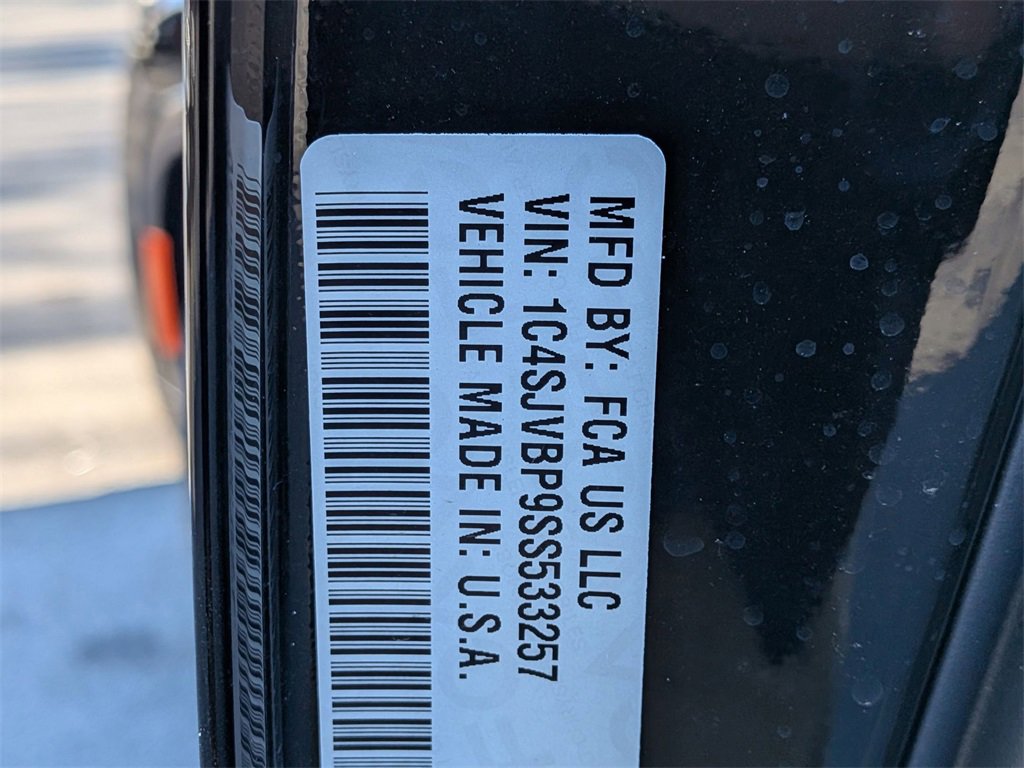 MFD BY: FCA US LLC
VIN: 1C4SJVBP9SS533257
VEHICLE MADE IN: U.S.A.